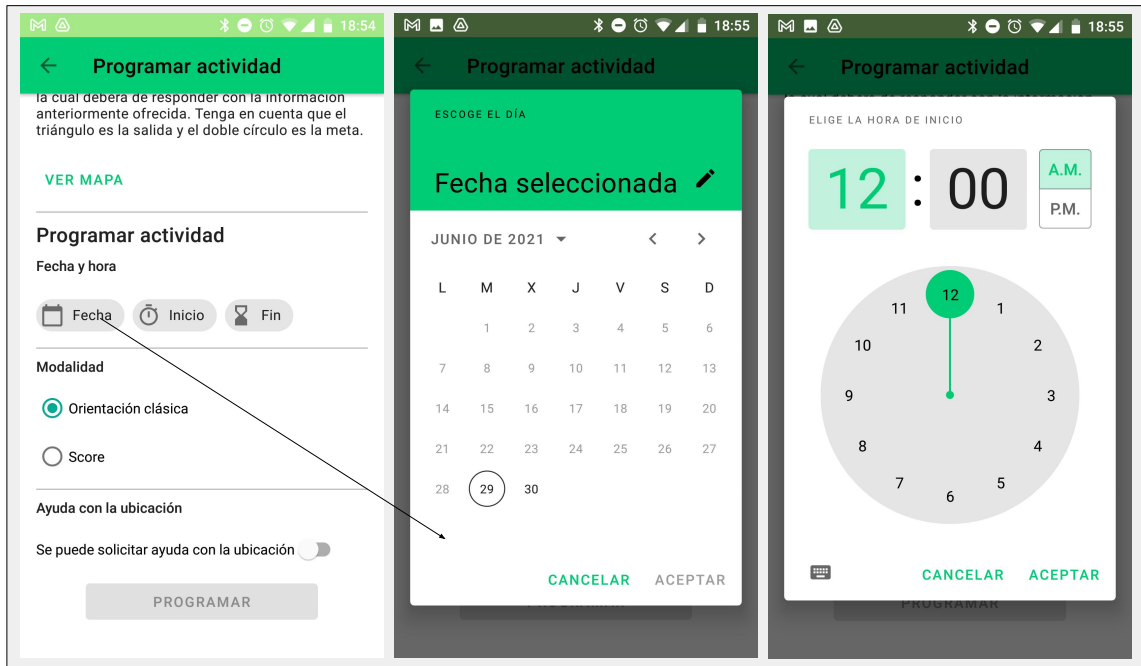 18:54
Programar actividad
la cual deberá de responder con la información
anteriormente ofrecida. Tenga en cuenta que el
triángulo es la salida y el doble círculo es la meta.
VER MAPA
Programar actividad
Fecha y hora
Fecha Inicio Fin
Modalidad
Orientación clásica
Score
Ayuda con la ubicación
Se puede solicitar ayuda con la ubicación
PROGRAMAR
18:55
Programar actividad
ESCOGE EL DÍA
Fecha seleccionada
JUNIO DE 2021
L M X J V S D
1 2 3 4 5 6
7 8 9 10 11 12 13
14 15 16 17 18 19 20
21 22 23 24 25 26 27
28 29 30
CANCELAR ACEPTAR
18:55
Programar actividad
ELIGE LA HORA DE INICIO
12 : 00
A.M.
P.M.
12
11 1
10 2
9 3
8 4
7 5
6
CANCELAR ACEPTAR
PROGRAMAR